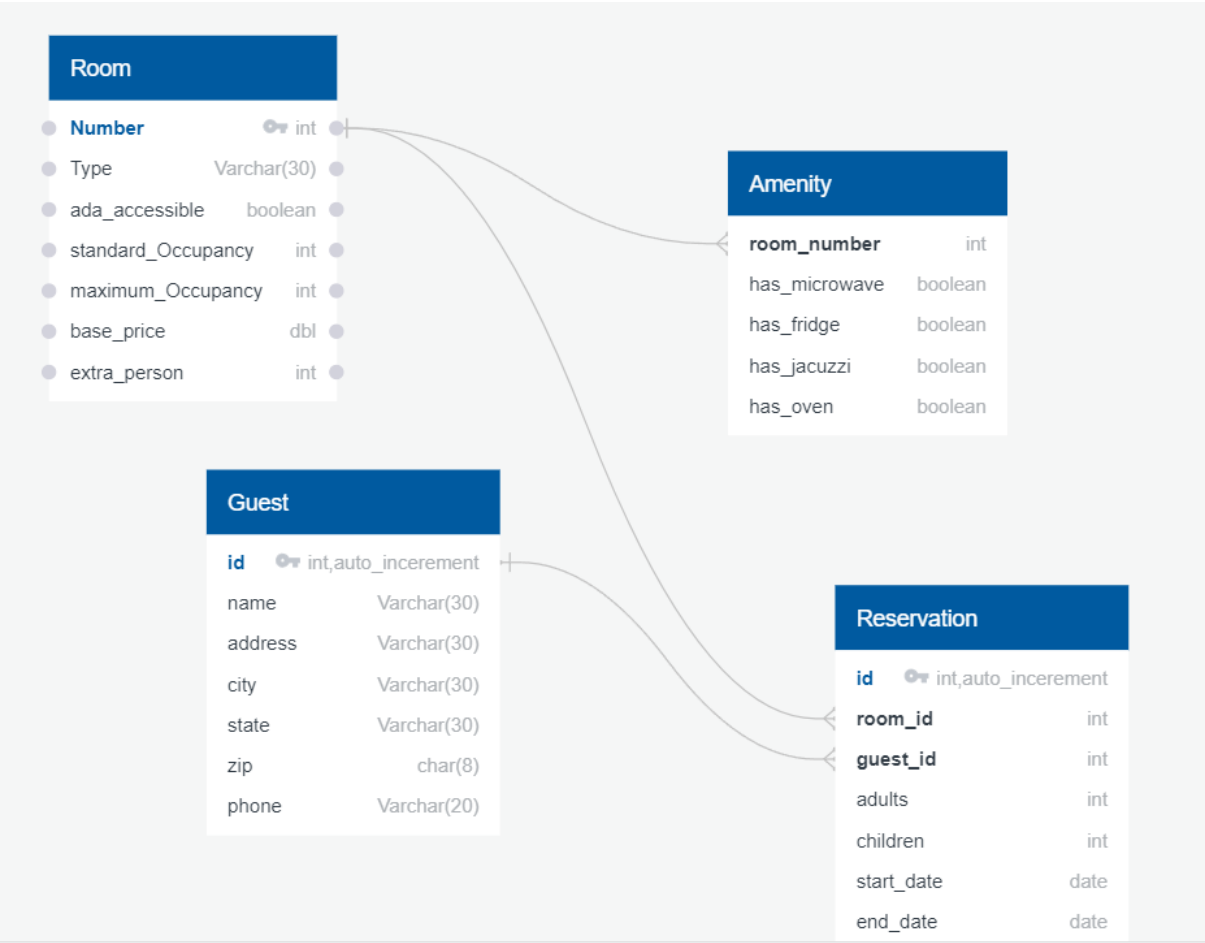 Room
Number int
Type Varchar(30)
ada_accessible boolean
standard_Occupancy int
maximum_Occupancy int
base_price dbl
extra_person int
Amenity
room_number int
has_microwave boolean
has_fridge boolean
has_jacuzzi boolean
has_oven boolean
Guest
id int,auto_incerement
name Varchar(30)
address Varchar(30)
city Varchar(30)
state Varchar(30)
zip char(8)
phone Varchar(20)
Reservation
id int,auto_incerement
room_id int
guest_id int
adults int
children int
start_date date
end_date date